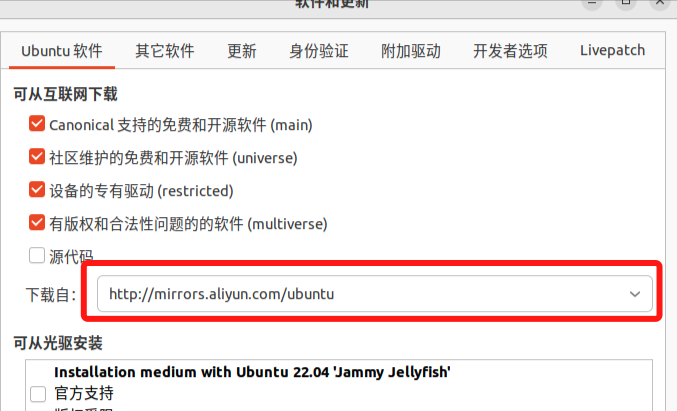 软件和更新
Ubuntu 软件 其它软件 更新 身份验证 附加驱动 开发者选项 Livepatch
可从互联网下载
Canonical 支持的免费和开源软件 (main)
社区维护的免费和开源软件 (universe)
设备的专有驱动 (restricted)
有版权和合法性问题的的软件 (multiverse)
源代码
下载自： http://mirrors.aliyun.com/ubuntu
可从光驱安装
Installation medium with Ubuntu 22.04 'Jammy Jellyfish'
官方支持